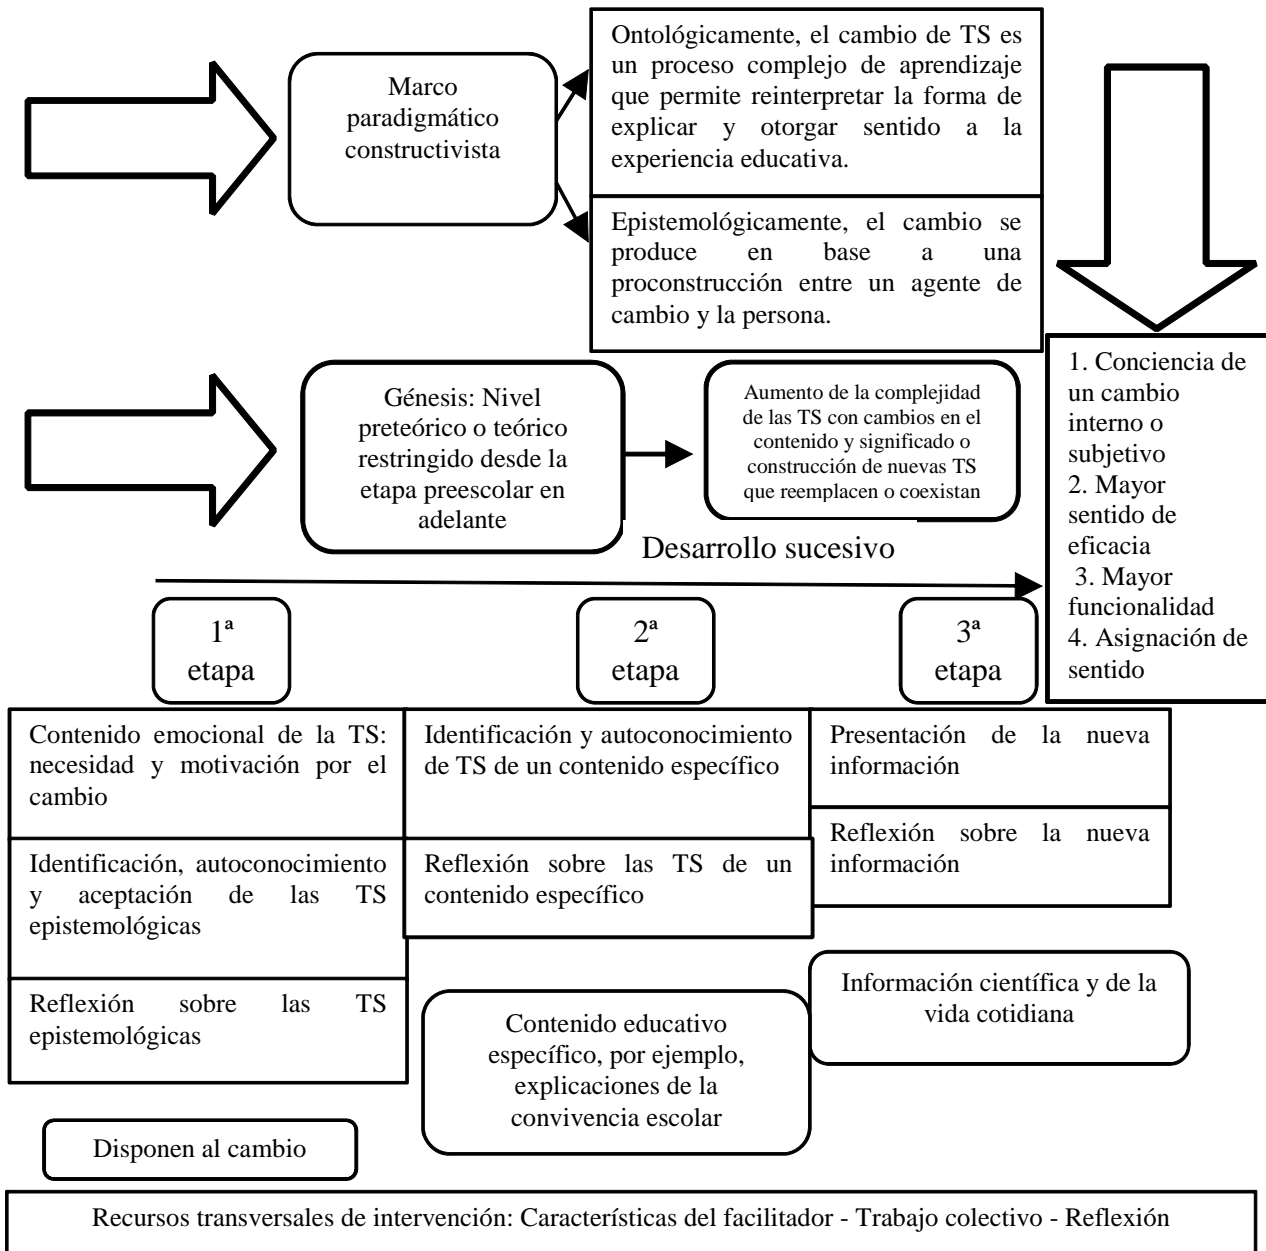 Marco
paradigmático
constructivista
Ontológicamente, el cambio de TS es
un proceso complejo de aprendizaje
que permite reinterpretar la forma de
explicar y otorgar sentido a la
experiencia educativa.
Epistemológicamente, el cambio se
produce en base a una
proconstrucción entre un agente de
cambio y la persona.
Génesis: Nivel
preteórico o teórico
restringido desde la
etapa preescolar en
adelante
Aumento de la complejidad
de las TS con cambios en el
contenido y significado o
construcción de nuevas TS
que reemplacen o coexistan
1. Conciencia de
un cambio
interno o
subjetivo
2. Mayor
sentido de
eficacia
3. Mayor
funcionalidad
4. Asignación de
sentido
Desarrollo sucesivo
1ª
etapa
2ª
etapa
3ª
etapa
Contenido emocional de la TS:
necesidad y motivación por el
cambio
Identificación, autoconocimiento
y aceptación de las TS
epistemológicas
Reflexión sobre las TS
epistemológicas
Disponen al cambio
Identificación y autoconocimiento
de TS de un contenido específico
Reflexión sobre las TS de un
contenido específico
Contenido educativo
específico, por ejemplo,
explicaciones de la
convivencia escolar
Presentación de la nueva
información
Reflexión sobre la nueva
información
Información científica y de la
vida cotidiana
Recursos transversales de intervención: Características del facilitador - Trabajo colectivo - Reflexión